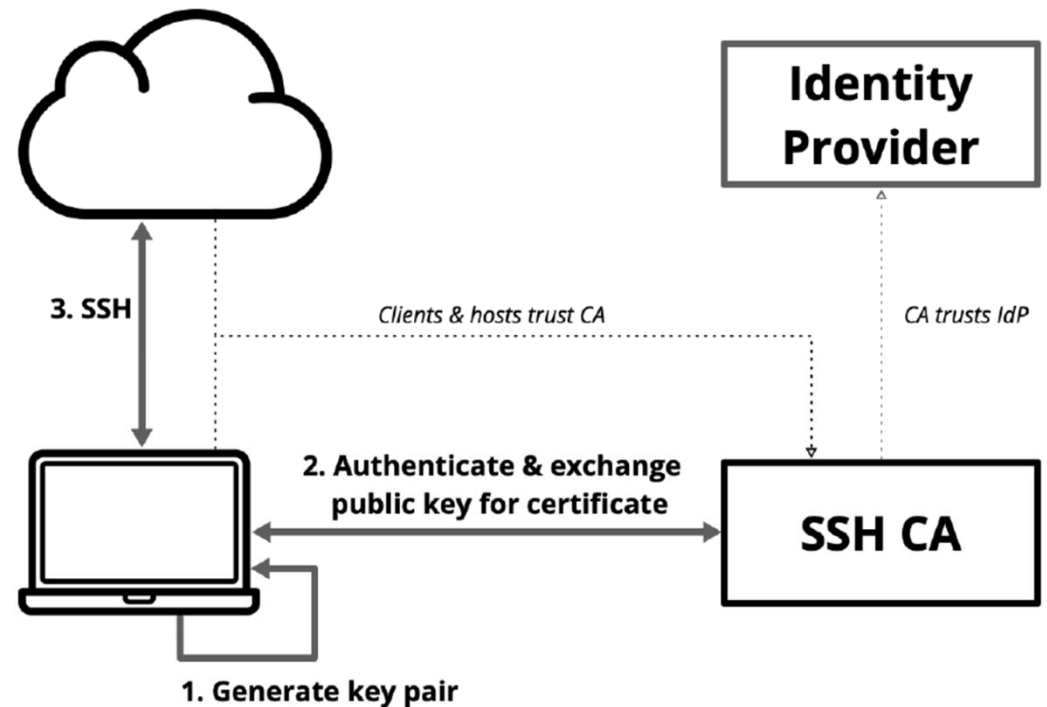 Identity
Provider
3. SSH
Clients & hosts trust CA
CA trusts IdP
2. Authenticate & exchange
public key for certificate
SSH CA
1. Generate key pair